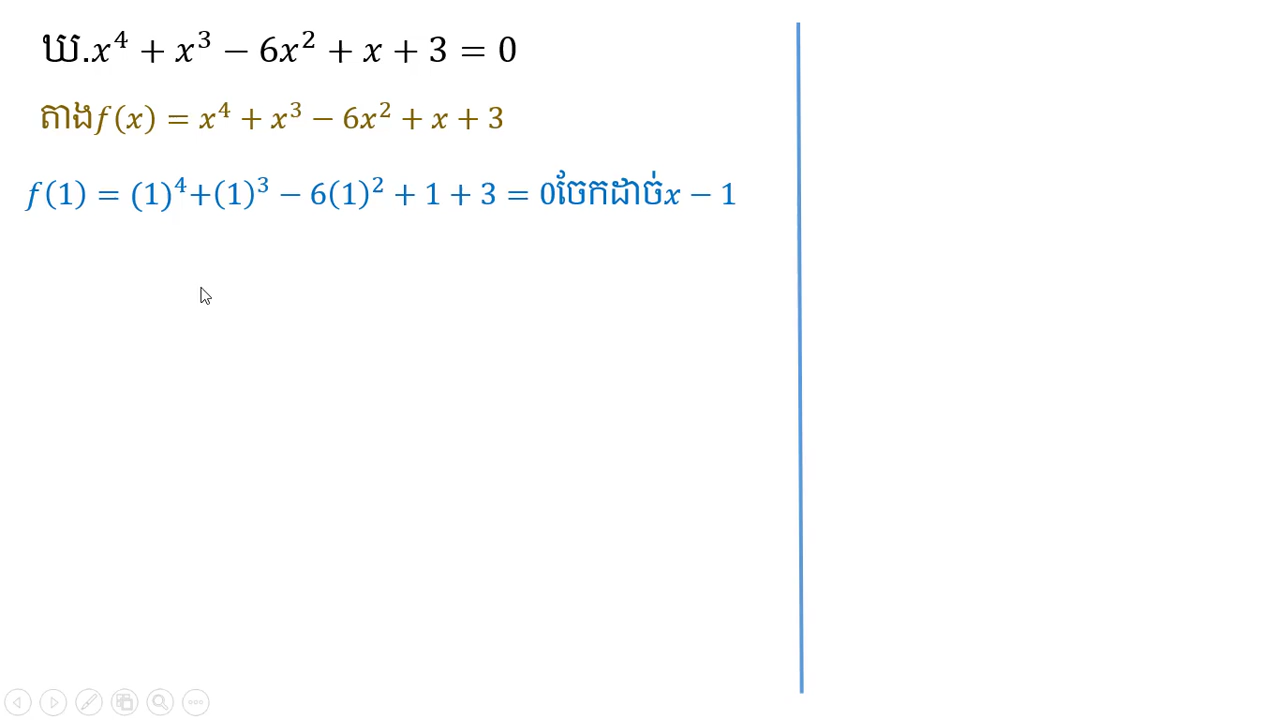 ឃ.x⁴ + x³ − 6x² + x + 3 = 0
តាងf(x) = x⁴ + x³ − 6x² + x + 3
f(1) = (1)⁴+(1)³ − 6(1)² + 1 + 3 = 0ចែកដាច់x − 1